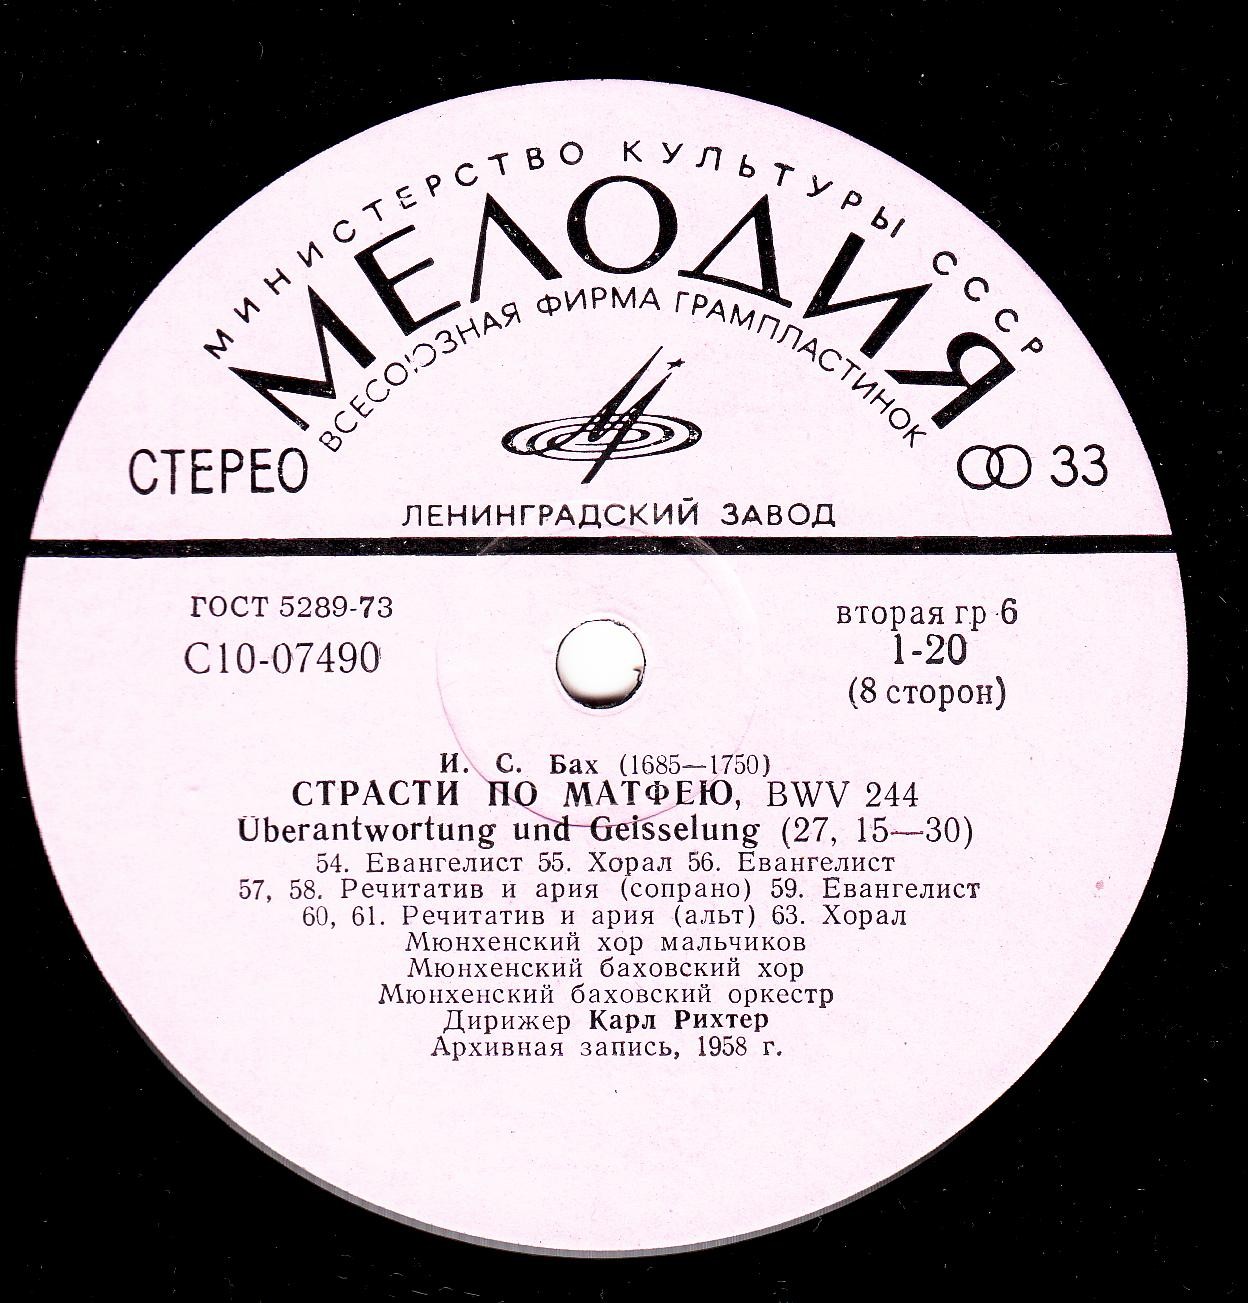 МИНИСТЕРСТВО КУЛЬТУРЫ СССР
МЕЛОДИЯ
ВСЕСОЮЗНАЯ ФИРМА ГРАМПЛАСТИНОК
СТЕРЕО
33
ЛЕНИНГРАДСКИЙ ЗАВОД
ГОСТ 5289-73
С10-07490
вторая гр 6
1-20
(8 сторон)
И. С. Бах (1685—1750)
СТРАСТИ ПО МАТФЕЮ, BWV 244
Überantwortung und Geisselung (27, 15—30)
54. Евангелист 55. Хорал 56. Евангелист
57, 58. Речитатив и ария (сопрано) 59. Евангелист
60, 61. Речитатив и ария (альт) 63. Хорал
Мюнхенский хор мальчиков
Мюнхенский баховский хор
Мюнхенский баховский оркестр
Дирижер Карл Рихтер
Архивная запись, 1958 г.